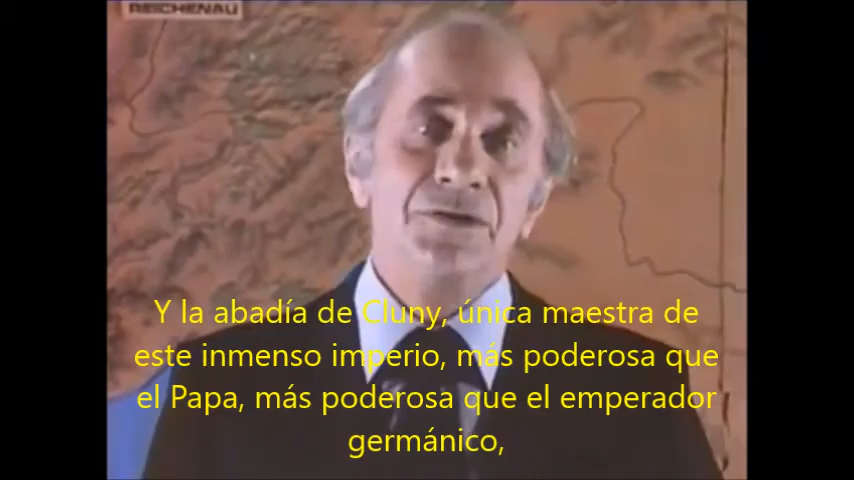 REICHENAU
Y la abadía de Cluny, única maestra de
este inmenso imperio, más poderosa que
el Papa, más poderosa que el emperador
germánico,